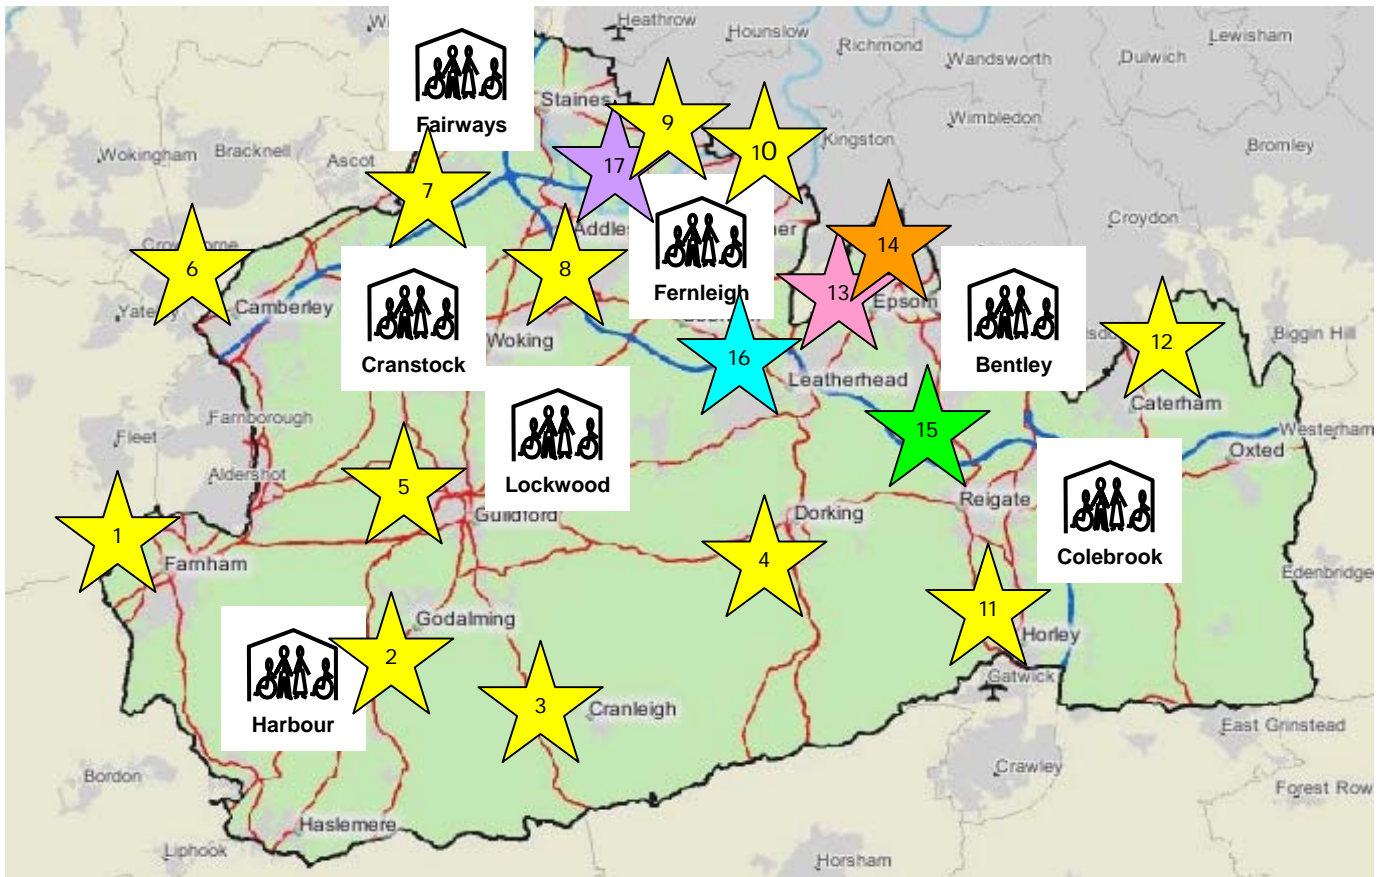 Heathrow
Hounslow
Richmond
Lewisham
Wandsworth
Dulwich
Staines
Fairways
9
Wimbledon
10
Kingston
Bromley
Wokingham
Bracknell
Ascot
17
7
Croydon
Addles
14
6
8
Fernleigh
13
Epsom
Camberley
Yately
Biggin Hill
Woking
12
Cranstock
16
Bentley
Leatherhead
Caterham
Farnborough
Fleet
15
Westerham
Oxted
Aldershot
5
Lockwood
Reigate
Guildford
Dorking
1
4
Farnham
Colebrook
Edenbridge
11
Godalming
Horley
2
Gatwick
3
Cranleigh
Harbour
East Grinstead
Crawley
Bordon
Forest Row
Haslemere
Liphook
Horsham